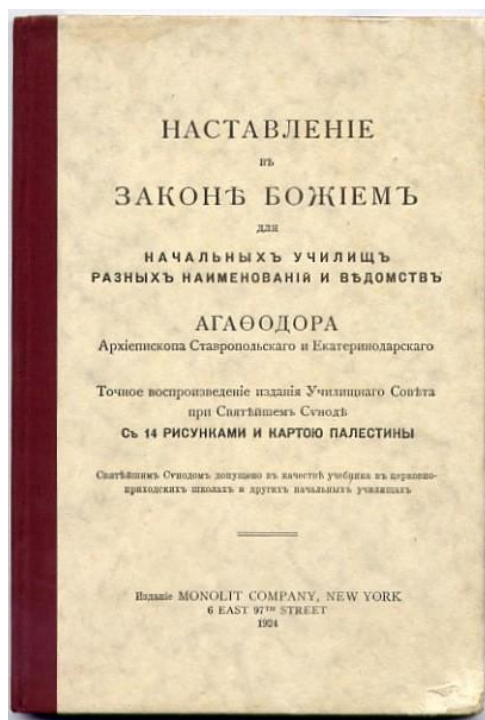 НАСТАВЛЕНІЕ
въ
ЗАКОНѢ БОЖІЕМЪ
для
НАЧАЛЬНЫХЪ УЧИЛИЩЪ
РАЗНЫХЪ НАИМЕНОВАНІЙ И ВѢДОМСТВЪ
АГАѲОДОРА
Архіепископа Ставропольскаго и Екатеринодарскаго
Точное воспроизведеніе изданія Училищнаго Совѣта
при Святѣйшемъ Сѵнодѣ
Съ 14 РИСУНКАМИ И КАРТОЮ ПАЛЕСТИНЫ
Святѣйшимъ Сѵнодомъ допущено въ качествѣ учебника въ церковно-
приходскихъ школахъ и другихъ начальныхъ училищахъ
Изданіе MONOLIT COMPANY, NEW YORK
6 EAST 97TH STREET
1924